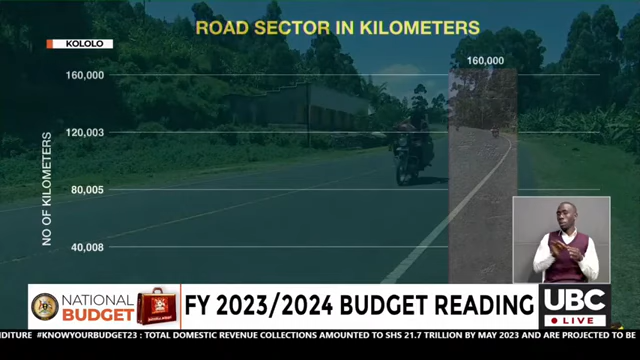 ROAD SECTOR IN KILOMETERS
KOLOLO
160,000
160,000
120,003
80,005
40,008
NO OF KILOMETERS
NATIONAL
BUDGET
FY 2023/2024 BUDGET READING
UBC
LIVE
NDITURE #KNOWYOURBUDGET23 : TOTAL DOMESTIC REVENUE COLLECTIONS AMOUNTED TO SHS 21.7 TRILLION BY MAY 2023 AND ARE PROJECTED TO BE